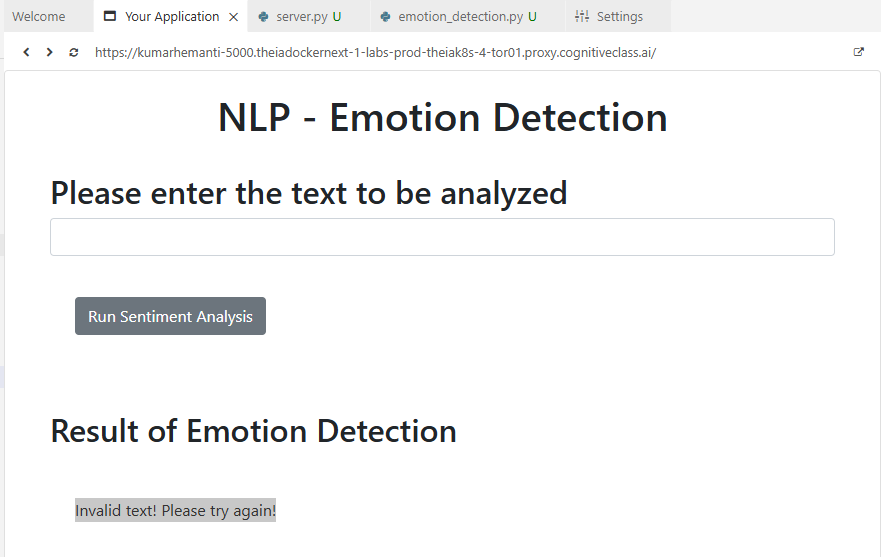 Welcome Your Application server.py U emotion_detection.py U Settings
https://kumarhemanti-5000.theiadockernext-1-labs-prod-theiak8s-4-tor01.proxy.cognitiveclass.ai/
NLP - Emotion Detection
Please enter the text to be analyzed
Run Sentiment Analysis
Result of Emotion Detection
Invalid text! Please try again!